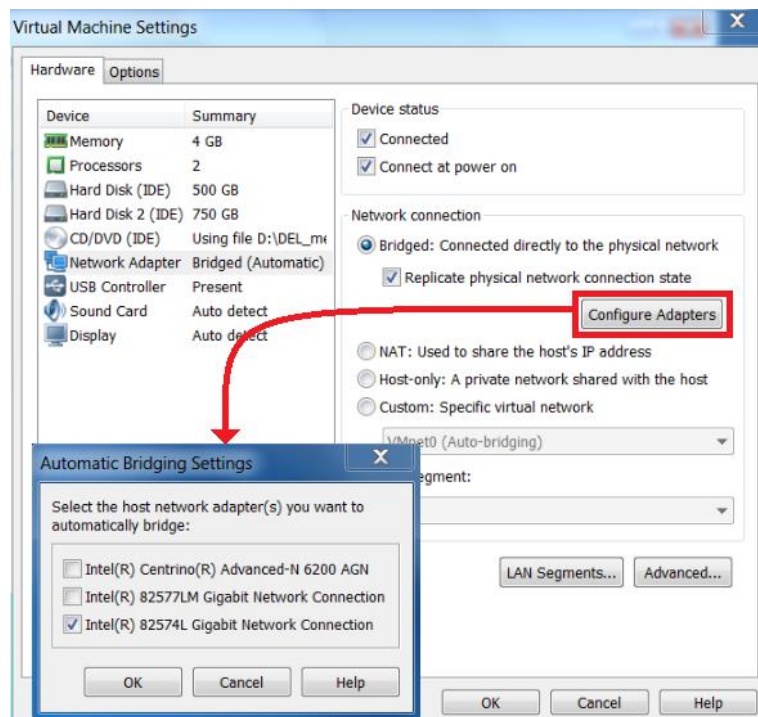 Virtual Machine Settings
Hardware
Options
Device Summary
Memory 4 GB
Processors 2
Hard Disk (IDE) 500 GB
Hard Disk 2 (IDE) 750 GB
CD/DVD (IDE) Using file D:\DEL_me
Network Adapter Bridged (Automatic)
USB Controller Present
Sound Card Auto detect
Display Auto detect
Device status
Connected
Connect at power on
Network connection
Bridged: Connected directly to the physical network
Replicate physical network connection state
Configure Adapters
NAT: Used to share the host's IP address
Host-only: A private network shared with the host
Custom: Specific virtual network
VMnet0 (Auto-bridging)
egment:
LAN Segments...
Advanced...
Automatic Bridging Settings
Select the host network adapter(s) you want to
automatically bridge:
Intel(R) Centrino(R) Advanced-N 6200 AGN
Intel(R) 82577LM Gigabit Network Connection
Intel(R) 82574L Gigabit Network Connection
OK
Cancel
Help
OK
Cancel
Help